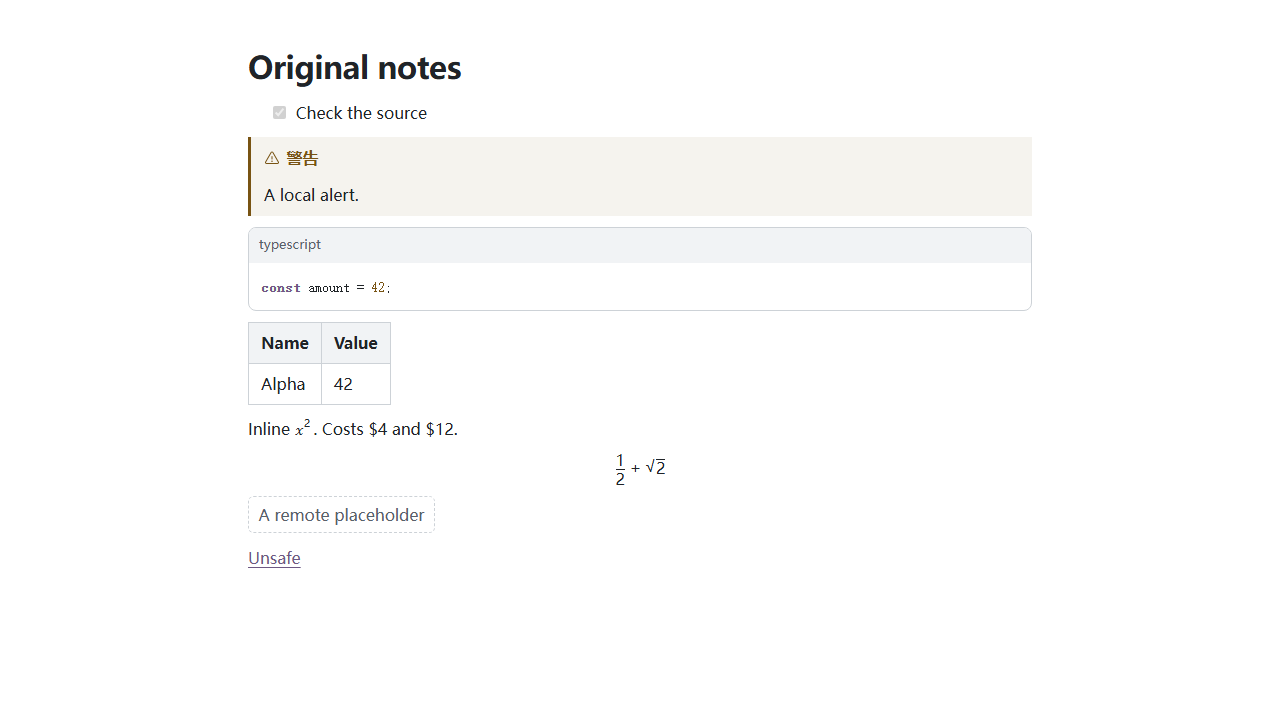 Original notes
Check the source
警告
A local alert.
typescript
const amount = 42;
Name Value
Alpha 42
Inline x². Costs $4 and $12.
1/2 + √2
A remote placeholder
Unsafe